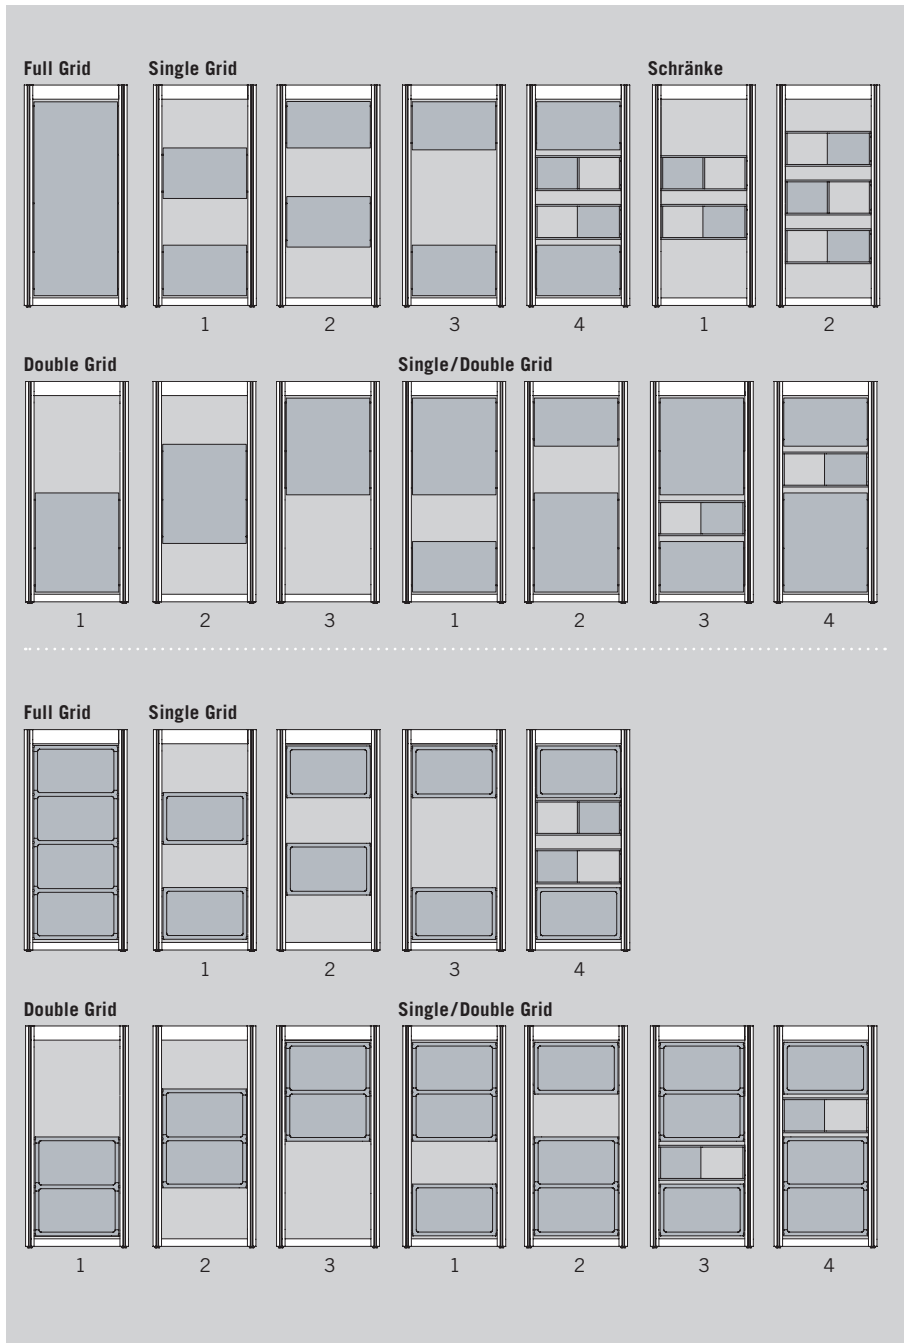 Full Grid Single Grid Schränke
1 2 3 4 1 2
Double Grid Single/Double Grid
1 2 3 1 2 3 4
Full Grid Single Grid
1 2 3 4
Double Grid Single/Double Grid
1 2 3 1 2 3 4